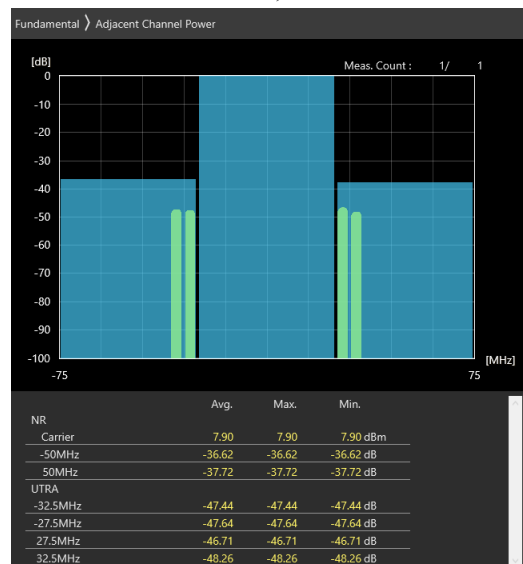 Fundamental 〉 Adjacent Channel Power
[dB]
Meas. Count : 1/ 1
0
-10
-20
-30
-40
-50
-60
-70
-80
-90
-100
[MHz]
-75 75
Avg. Max. Min.
NR
Carrier 7.90 7.90 7.90 dBm
-50MHz -36.62 -36.62 -36.62 dB
50MHz -37.72 -37.72 -37.72 dB
UTRA
-32.5MHz -47.44 -47.44 -47.44 dB
-27.5MHz -47.64 -47.64 -47.64 dB
27.5MHz -46.71 -46.71 -46.71 dB
32.5MHz -48.26 -48.26 -48.26 dB